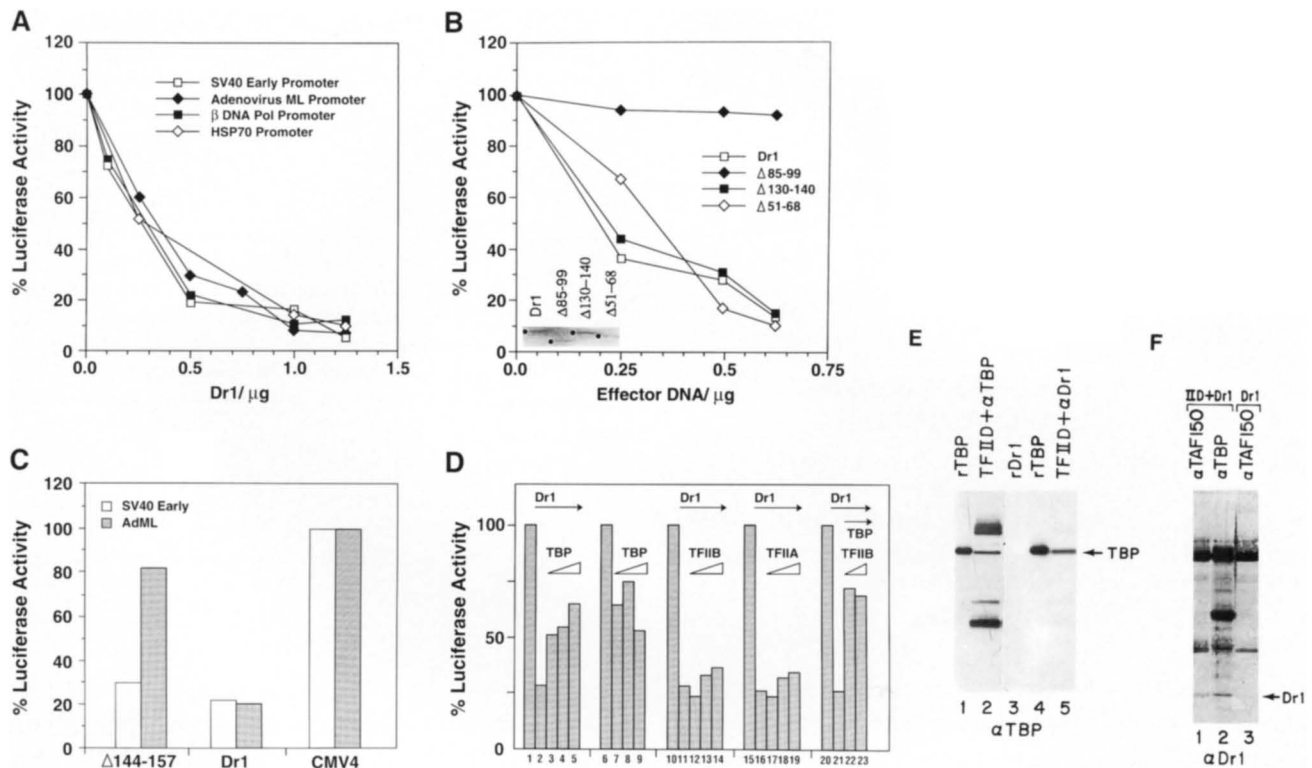 A
120
100
80
60
40
20
0
% Luciferase Activity
SV40 Early Promoter
Adenovirus ML Promoter
β DNA Pol Promoter
HSP70 Promoter
0.0 0.5 1.0 1.5
Dr1/ μg
B
120
100
80
60
40
20
0
% Luciferase Activity
Dr1
Δ85-99
Δ130-140
Δ51-68
Dr1
Δ85-99
Δ130-140
Δ51-68
0.00 0.25 0.50 0.75
Effector DNA/ μg
C
120
100
80
60
40
20
0
% Luciferase Activity
SV40 Early
AdML
Δ144-157 Dr1 CMV4
D
100
50
0
% Luciferase Activity
Dr1 Dr1 Dr1 Dr1
TBP
TBP TBP TFIIB TFIIA TFIIB
1 2 3 4 5 6 7 8 9 10 11 12 13 14 15 16 17 18 19 20 21 22 23
E
rTBP
TFIID+αTBP
rDr1
rTBP
TFIID+αDr1
TBP
1 2 3 4 5
αTBP
F
IID+Dr1 Dr1
αTAF150
αTBP
αTAF150
Dr1
1 2 3
αDr1